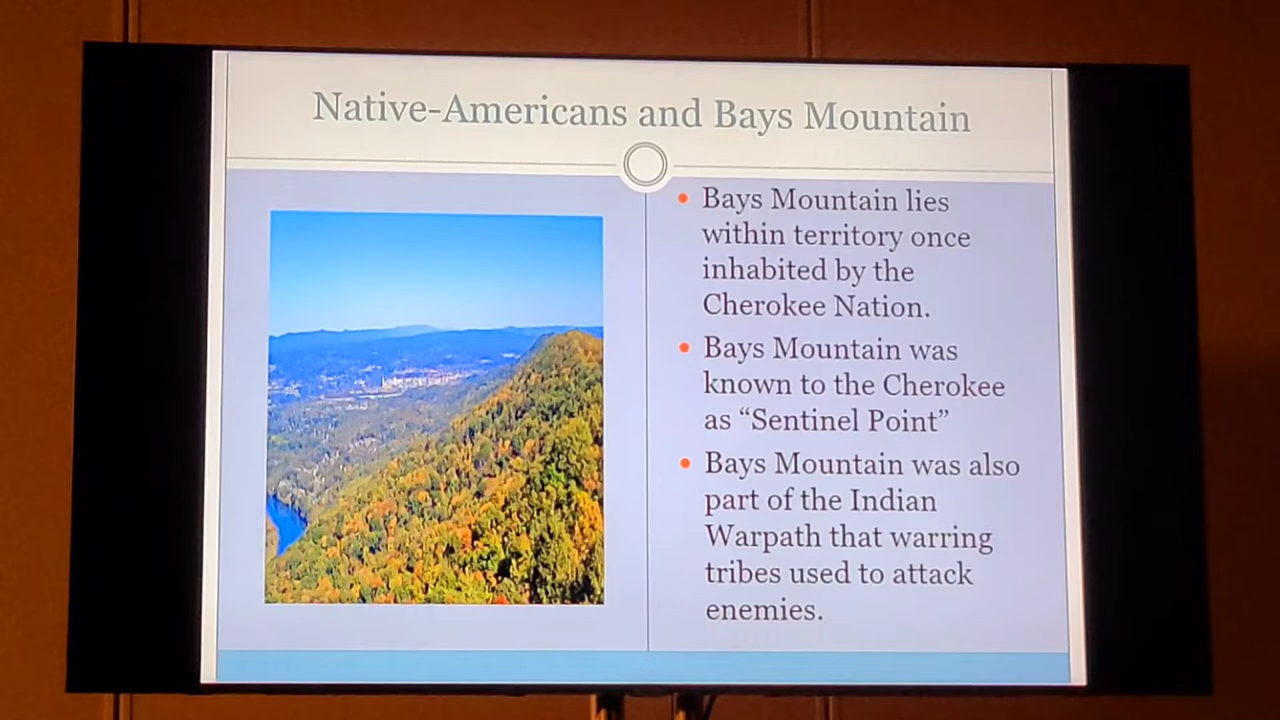 Native-Americans and Bays Mountain
Bays Mountain lies
within territory once
inhabited by the
Cherokee Nation.
Bays Mountain was
known to the Cherokee
as “Sentinel Point”
Bays Mountain was also
part of the Indian
Warpath that warring
tribes used to attack
enemies.